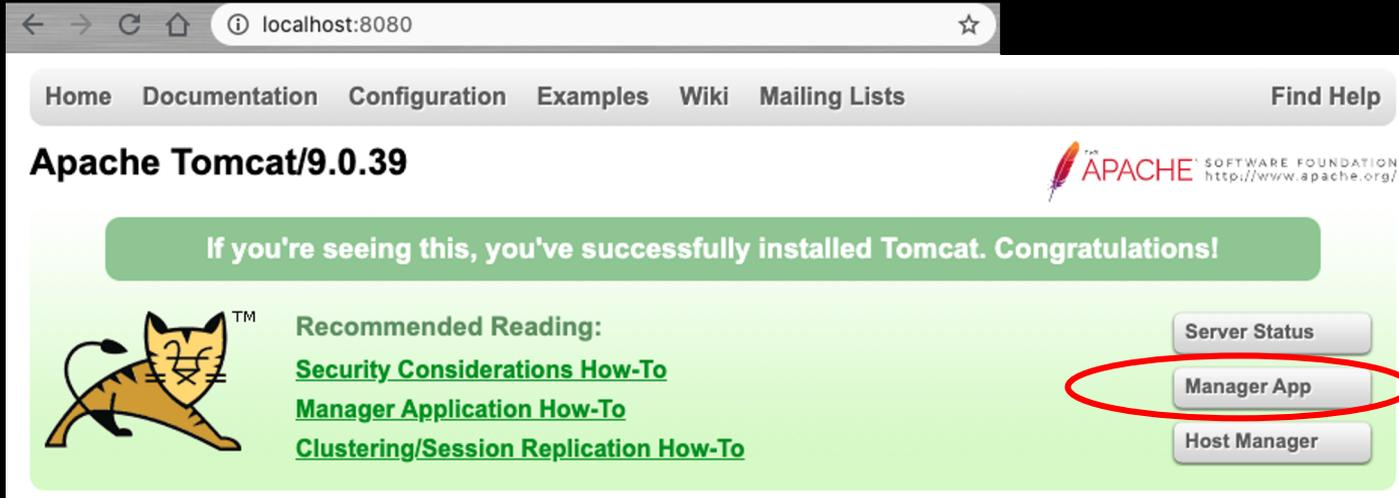 localhost:8080
Home Documentation Configuration Examples Wiki Mailing Lists Find Help
Apache Tomcat/9.0.39
THE
APACHE SOFTWARE FOUNDATION
http://www.apache.org/
If you're seeing this, you've successfully installed Tomcat. Congratulations!
TM
Recommended Reading:
Security Considerations How-To
Manager Application How-To
Clustering/Session Replication How-To
Server Status
Manager App
Host Manager